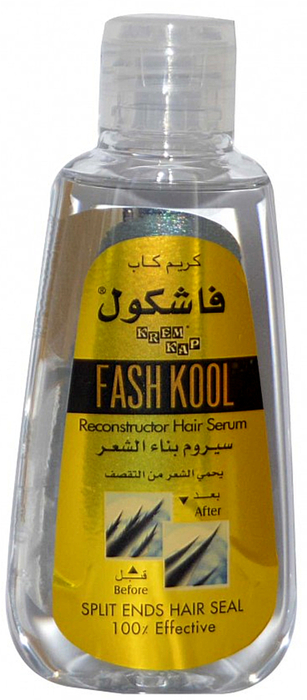 كريم كاب
فاشكول®
KREM
KAP
FASH KOOL
Reconstructor Hair Serum
سيروم بناء الشعر
يحمي الشعر من التقصف
بعد
After
قبل
Before
SPLIT ENDS HAIR SEAL
100% Effective